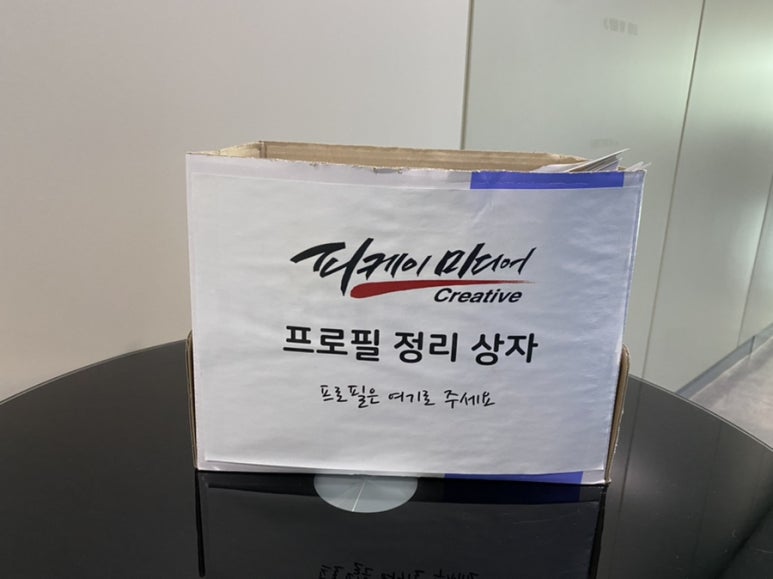 피케이미디어
Creative
프로필 정리 상자
프로필은 여기로 주세요